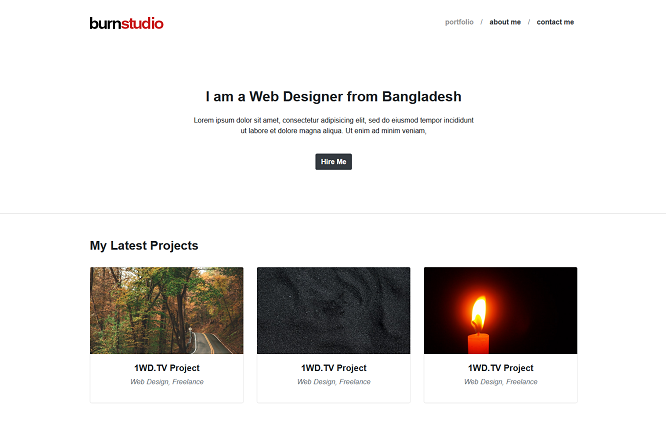 burnstudio
portfolio / about me / contact me
I am a Web Designer from Bangladesh
Lorem ipsum dolor sit amet, consectetur adipisicing elit, sed do eiusmod tempor incididunt
ut labore et dolore magna aliqua. Ut enim ad minim veniam,
Hire Me
My Latest Projects
1WD.TV Project
Web Design, Freelance
1WD.TV Project
Web Design, Freelance
1WD.TV Project
Web Design, Freelance